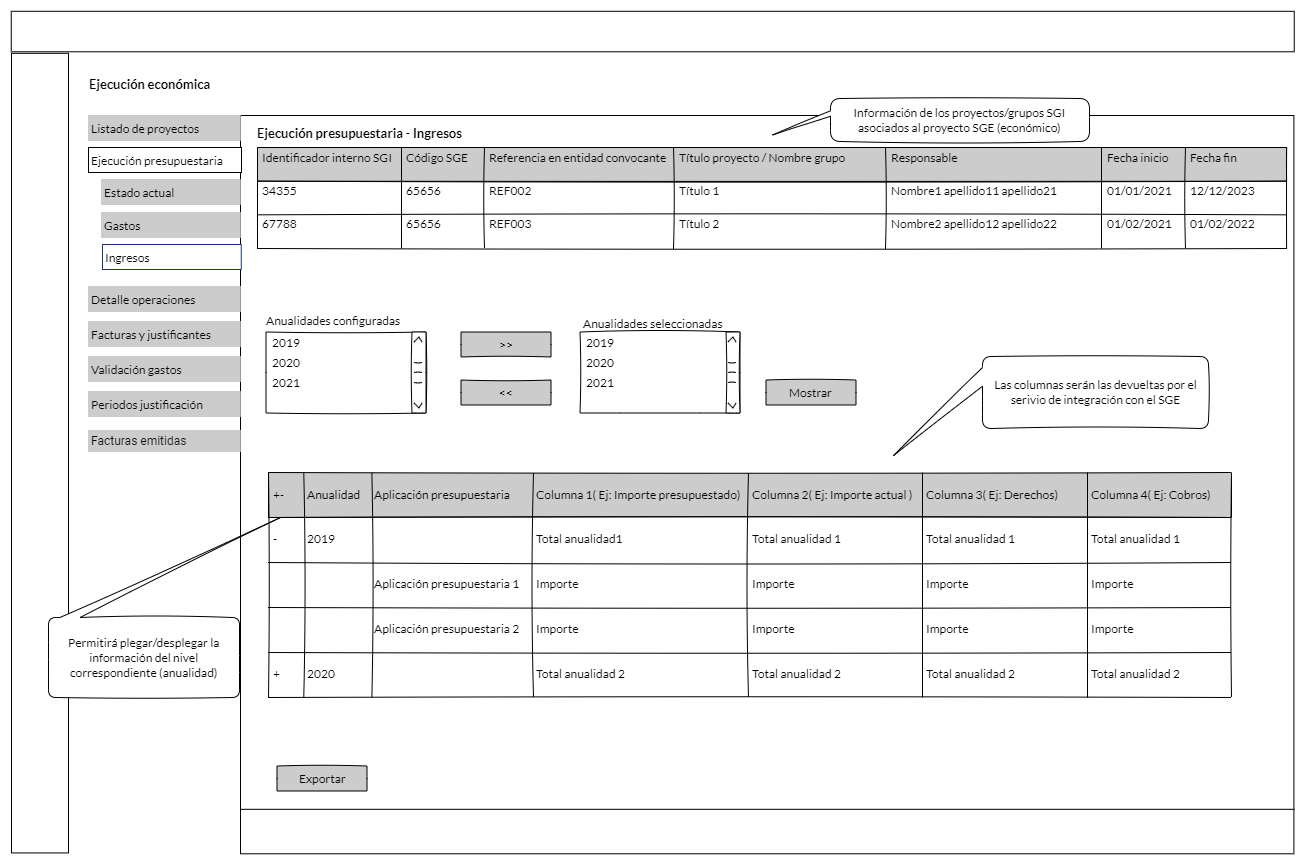 Ejecución económica
Información de los proyectos/grupos SGI
asociados al proyecto SGE (económico)
Listado de proyectos
Ejecución presupuestaria
Estado actual
Gastos
Ingresos
Detalle operaciones
Facturas y justificantes
Validación gastos
Periodos justificación
Facturas emitidas
Ejecución presupuestaria - Ingresos
Identificador interno SGI Código SGE Referencia en entidad convocante Título proyecto / Nombre grupo Responsable Fecha inicio Fecha fin
34355 65656 REF002 Título 1 Nombre1 apellido11 apellido21 01/01/2021 12/12/2023
67788 65656 REF003 Título 2 Nombre2 apellido12 apellido22 01/02/2021 01/02/2022
Anualidades configuradas
2019
2020
2021
>>
<<
Anualidades seleccionadas
2019
2020
2021
Mostrar
Las columnas serán las devueltas por el
serivio de integración con el SGE
+- Anualidad Aplicación presupuestaria Columna 1( Ej: Importe presupuestado) Columna 2( Ej: Importe actual ) Columna 3( Ej: Derechos) Columna 4( Ej: Cobros)
- 2019 Total anualidad1 Total anualidad 1 Total anualidad 1 Total anualidad 1
Aplicación presupuestaria 1 Importe Importe Importe Importe
Aplicación presupuestaria 2 Importe Importe Importe Importe
+ 2020 Total anualidad 2 Total anualidad 2 Total anualidad 2 Total anualidad 2
Permitirá plegar/desplegar la
información del nivel
correspondiente (anualidad)
Exportar